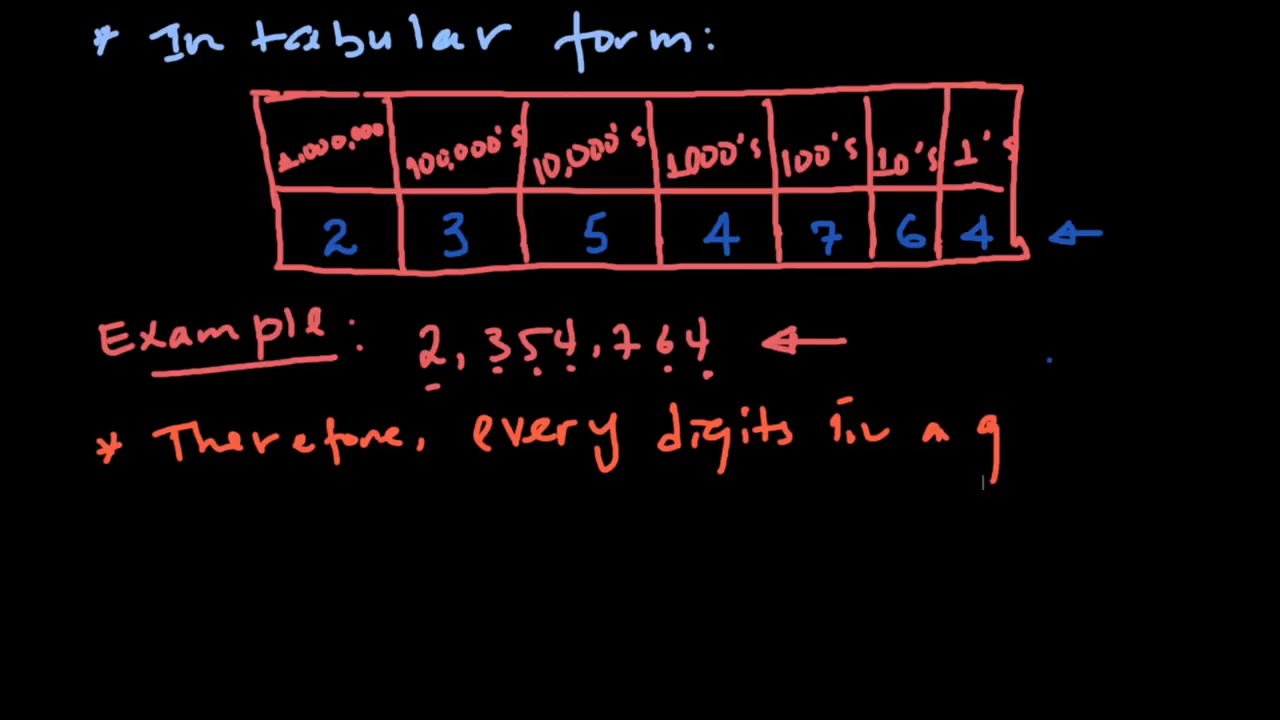 * In tabular form:
1,000,000 100,000's 10,000's 1000's 100's 10's 1's
2 3 5 4 7 6 4
Example: 2,354,764
* Therefore, every digits in a g